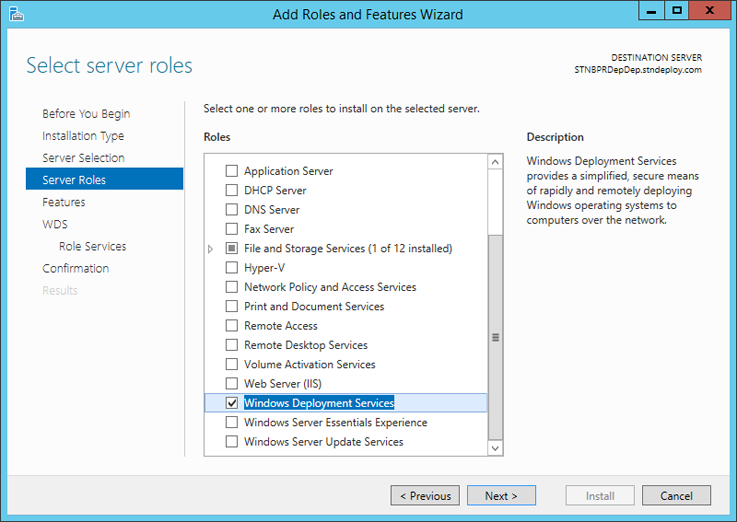 Add Roles and Features Wizard
Select server roles
DESTINATION SERVER
STNBPRDepDep.stndeploy.com
Before You Begin
Installation Type
Server Selection
Server Roles
Features
WDS
Role Services
Confirmation
Results
Select one or more roles to install on the selected server.
Roles
Application Server
DHCP Server
DNS Server
Fax Server
File and Storage Services (1 of 12 installed)
Hyper-V
Network Policy and Access Services
Print and Document Services
Remote Access
Remote Desktop Services
Volume Activation Services
Web Server (IIS)
Windows Deployment Services
Windows Server Essentials Experience
Windows Server Update Services
Description
Windows Deployment Services
provides a simplified, secure means
of rapidly and remotely deploying
Windows operating systems to
computers over the network.
< Previous
Next >
Install
Cancel